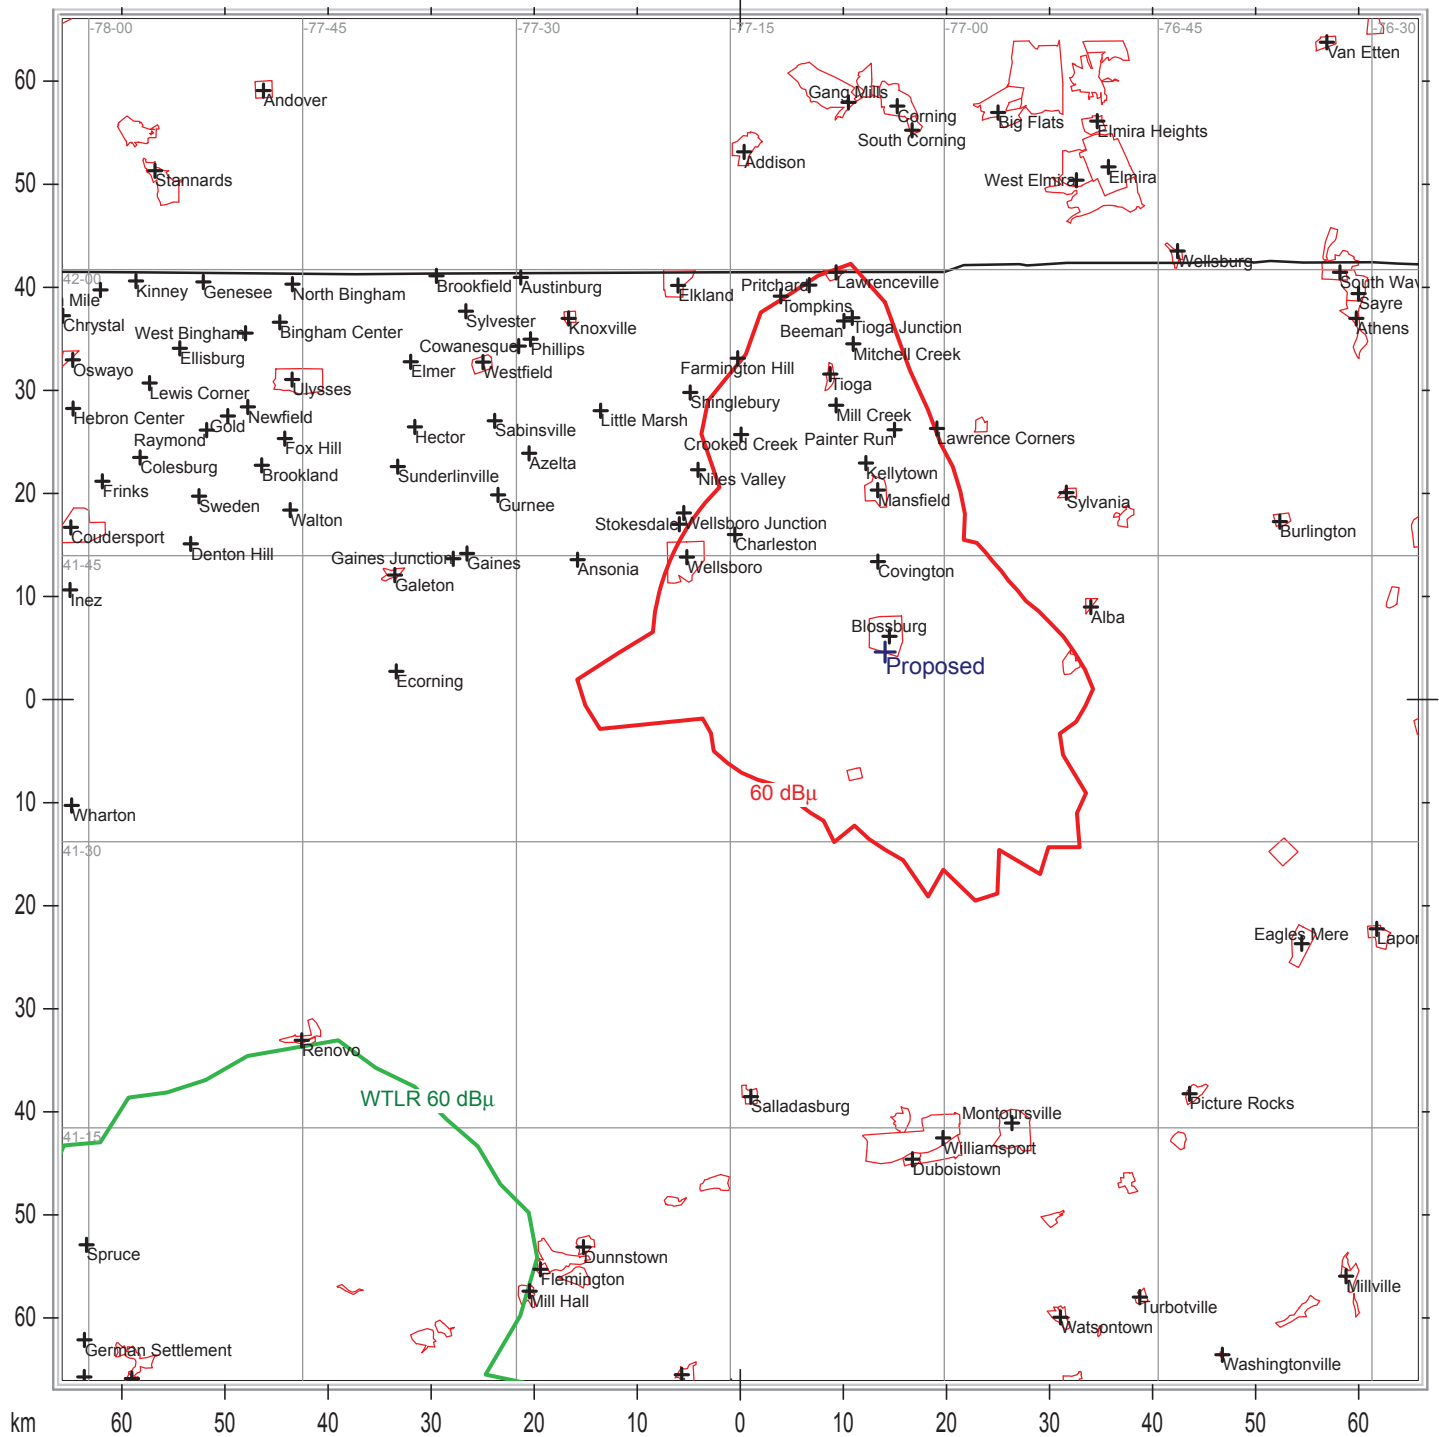 -78-00 -77-45 -77-30 -77-15 -77-00 -76-45 -76-30
Van Etten
60
Andover
Gang Mills
Corning
Big Flats
Elmira Heights
South Corning
Addison
50
Stannards
West Elmira
Elmira
Wellsburg
42-00
40
Mile
Kinney
Genesee
North Bingham
Brookfield
Austinburg
Elkland
Pritchard
Lawrenceville
South Wav
Sayre
Chrystal
West Bingham
Bingham Center
Sylvester
Knoxville
Tompkins
Beeman
Tioga Junction
Athens
Ellisburg
Cowanesque
Phillips
Mitchell Creek
Oswayo
Elmer
Westfield
Farmington Hill
30
Lewis Corner
Ulysses
Tioga
Shinglebury
Hebron Center
Gold
Newfield
Little Marsh
Mill Creek
Raymond
Fox Hill
Hector
Sabinsville
Crooked Creek
Painter Run
Lawrence Corners
Colesburg
Brookland
Sunderlinville
Azelta
Niles Valley
Kellytown
20
Frinks
Sweden
Walton
Gurnee
Mansfield
Sylvania
Coudersport
Stokesdale
Wellsboro Junction
Charleston
Burlington
Denton Hill
Gaines Junction
Gaines
Ansonia
Wellsboro
Covington
41-45
Galeton
10
Inez
Alba
Blossburg
Proposed
Ecorning
0
10
Wharton
60 dBμ
41-30
20
Eagles Mere
Lapor
30
Renovo
WTLR 60 dBμ
40
Salladasburg
Montoursville
Picture Rocks
41-15
Williamsport
Duboistown
50
Spruce
Dunnstown
Flemington
Mill Hall
Millville
Turbotville
60
Watsontown
German Settlement
Washingtonville
km 60 50 40 30 20 10 0 10 20 30 40 50 60